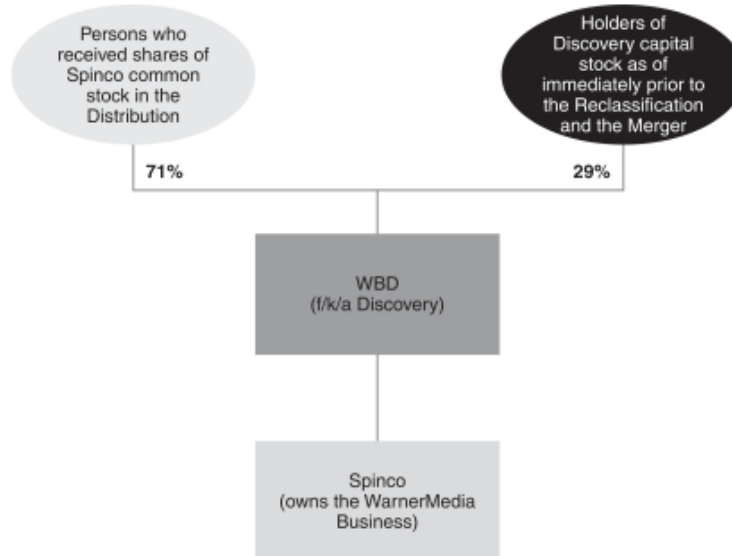 Persons who
received shares of
Spinco common
stock in the
Distribution
Holders of
Discovery capital
stock as of
immediately prior to
the Reclassification
and the Merger
71%
29%
WBD
(f/k/a Discovery)
Spinco
(owns the WarnerMedia
Business)